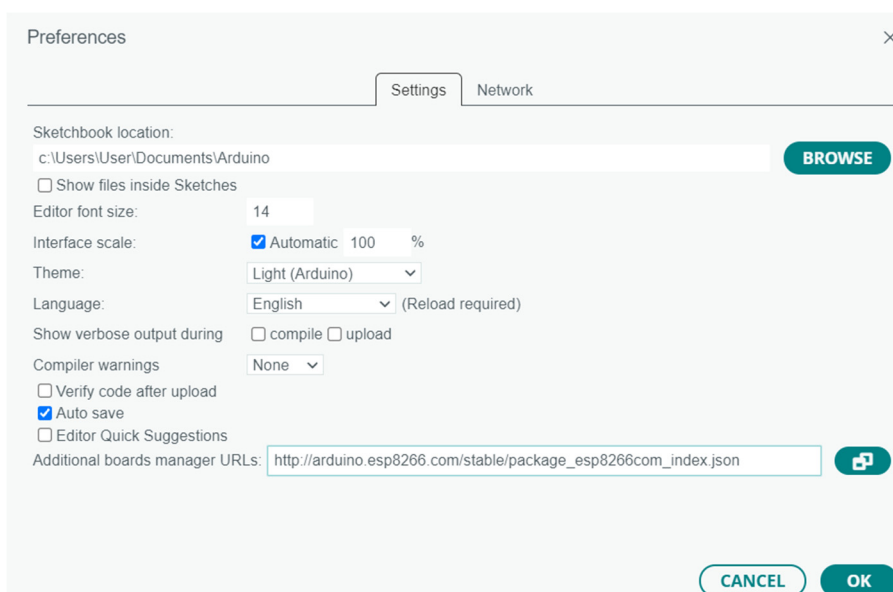 Preferences
Settings Network
Sketchbook location:
c:\Users\User\Documents\Arduino
BROWSE
Show files inside Sketches
Editor font size: 14
Interface scale: Automatic 100 %
Theme: Light (Arduino)
Language: English (Reload required)
Show verbose output during compile upload
Compiler warnings None
Verify code after upload
Auto save
Editor Quick Suggestions
Additional boards manager URLs: http://arduino.esp8266.com/stable/package_esp8266com_index.json
CANCEL OK